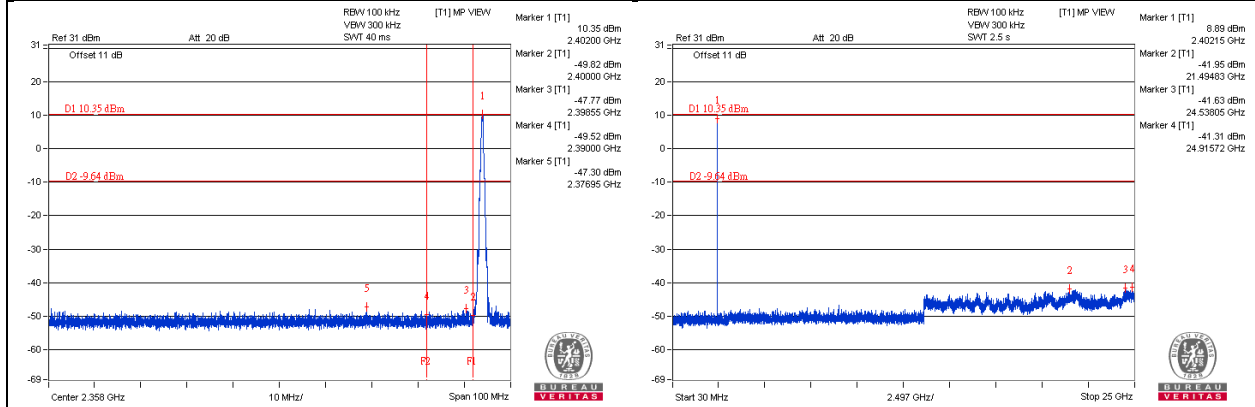 RBW 100 kHz
[T1] MP VIEW
VBW 300 kHz
Ref 31 dBm
Att 20 dB
SWT 40 ms
Offset 11 dB
31
20
10
0
-10
-20
-30
-40
-50
-60
-69
D1 10.35 dBm
D2 -9.64 dBm
1
5
4
3
2
F2
F1
Center 2.358 GHz
10 MHz/
Span 100 MHz
Marker 1 [T1]
10.35 dBm
2.40200 GHz
Marker 2 [T1]
-49.82 dBm
2.40000 GHz
Marker 3 [T1]
-47.77 dBm
2.39855 GHz
Marker 4 [T1]
-49.52 dBm
2.39000 GHz
Marker 5 [T1]
-47.30 dBm
2.37695 GHz
BUREAU VERITAS
1828
BUREAU
VERITAS
RBW 100 kHz
[T1] MP VIEW
VBW 300 kHz
Ref 31 dBm
Att 20 dB
SWT 2.5 s
Offset 11 dB
31
20
10
0
-10
-20
-30
-40
-50
-60
-69
1
D1 10.35 dBm
D2 -9.64 dBm
2
3 4
Start 30 MHz
2.497 GHz/
Stop 25 GHz
Marker 1 [T1]
8.89 dBm
2.40215 GHz
Marker 2 [T1]
-41.95 dBm
21.49483 GHz
Marker 3 [T1]
-41.63 dBm
24.53805 GHz
Marker 4 [T1]
-41.31 dBm
24.91572 GHz
BUREAU VERITAS
1828
BUREAU
VERITAS